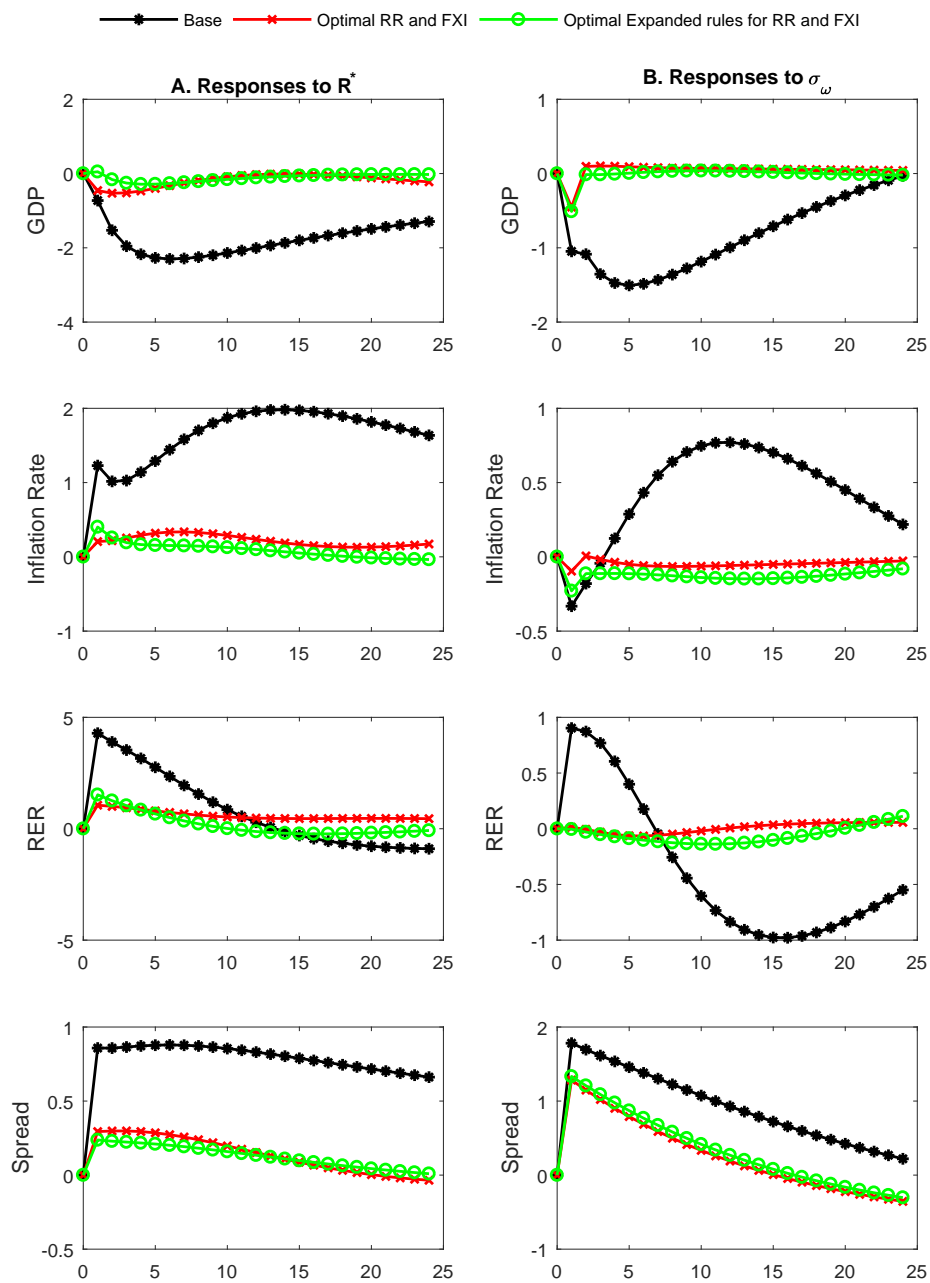 Base Optimal RR and FXI Optimal Expanded rules for RR and FXI
A. Responses to R*
B. Responses to σω
2
0
-2
-4
GDP
0 5 10 15 20 25
1
0
-1
-2
GDP
0 5 10 15 20 25
2
1
0
-1
Inflation Rate
0 5 10 15 20 25
1
0.5
0
-0.5
Inflation Rate
0 5 10 15 20 25
5
0
-5
RER
0 5 10 15 20 25
1
0.5
0
-0.5
-1
RER
0 5 10 15 20 25
1
0.5
0
-0.5
Spread
0 5 10 15 20 25
2
1
0
-1
Spread
0 5 10 15 20 25